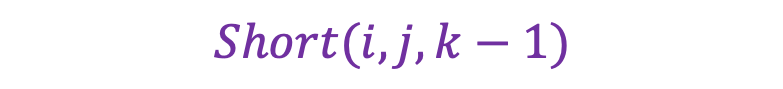 Short(i, j, k − 1)